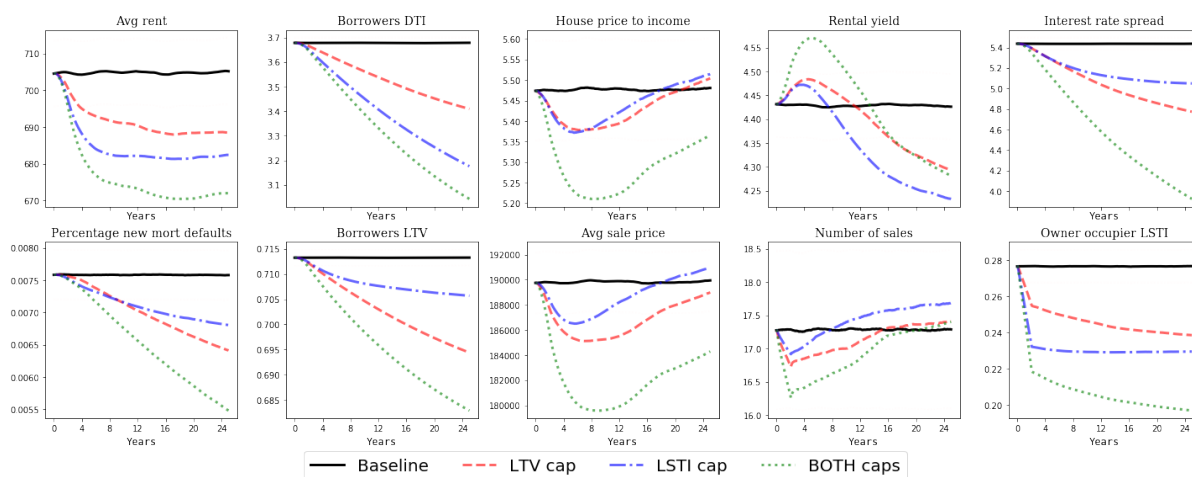 Avg rent
710
700
690
680
670
Years
Borrowers DTI
3.7
3.6
3.5
3.4
3.3
3.2
3.1
Years
House price to income
5.60
5.55
5.50
5.45
5.40
5.35
5.30
5.25
5.20
Years
Rental yield
4.55
4.50
4.45
4.40
4.35
4.30
4.25
Years
Interest rate spread
5.4
5.2
5.0
4.8
4.6
4.4
4.2
4.0
Years
Percentage new mort defaults
0.0080
0.0075
0.0070
0.0065
0.0060
0.0055
0 4 8 12 16 20 24
Years
Borrowers LTV
0.715
0.710
0.705
0.700
0.695
0.690
0.685
0 4 8 12 16 20 24
Years
Avg sale price
192000
190000
188000
186000
184000
182000
180000
0 4 8 12 16 20 24
Years
Number of sales
18.5
18.0
17.5
17.0
16.5
16.0
0 4 8 12 16 20 24
Years
Owner occupier LSTI
0.28
0.26
0.24
0.22
0.20
0 4 8 12 16 20 24
Years
Baseline LTV cap LSTI cap BOTH caps